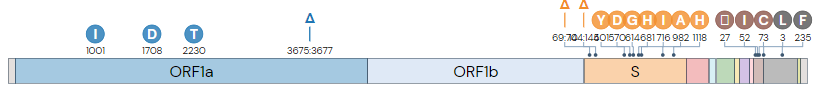 Δ Δ Δ
I D T Y D G H I A H I C L F
1001 1708 2230 3675:3677 69:70 144:144 501 570 614 681 716 982 1118 27 52 73 3 235
ORF1a ORF1b S